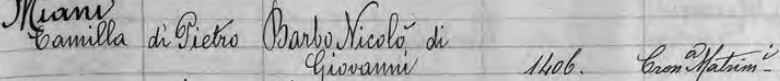 Miani
Camilla di Pietro Barbo Nicolò di
Giovanni 1406. Cron.a Matrim.i